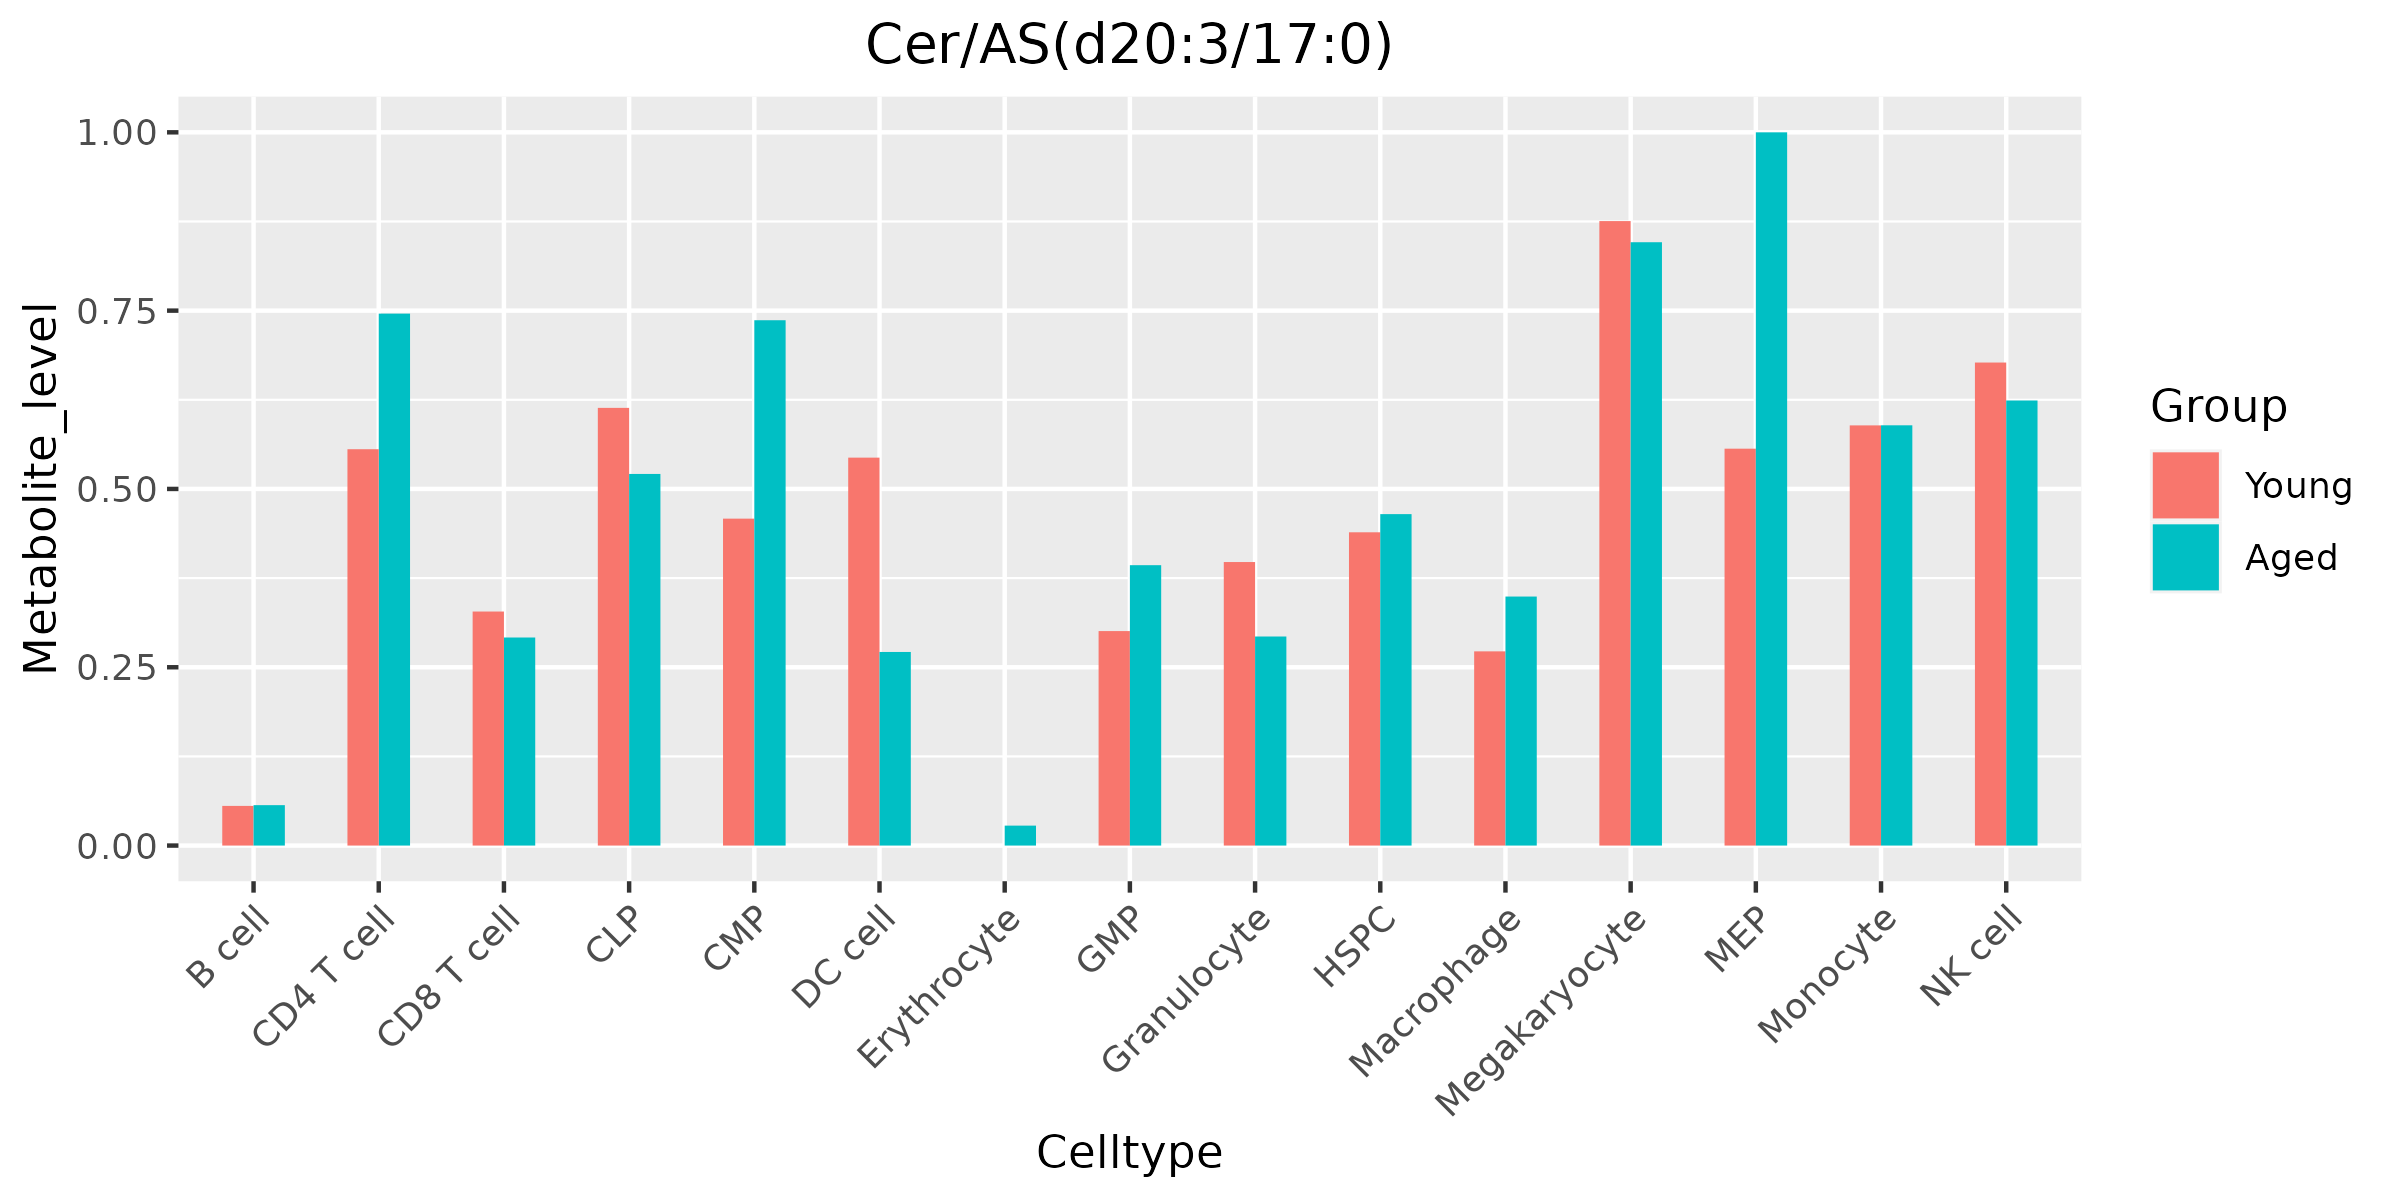 Cer/AS(d20:3/17:0)
Metabolite_level
1.00
0.75
0.50
0.25
0.00
B cell
CD4 T cell
CD8 T cell
CLP
CMP
DC cell
Erythrocyte
GMP
Granulocyte
HSPC
Macrophage
Megakaryocyte
MEP
Monocyte
NK cell
Celltype
Group
Young
Aged